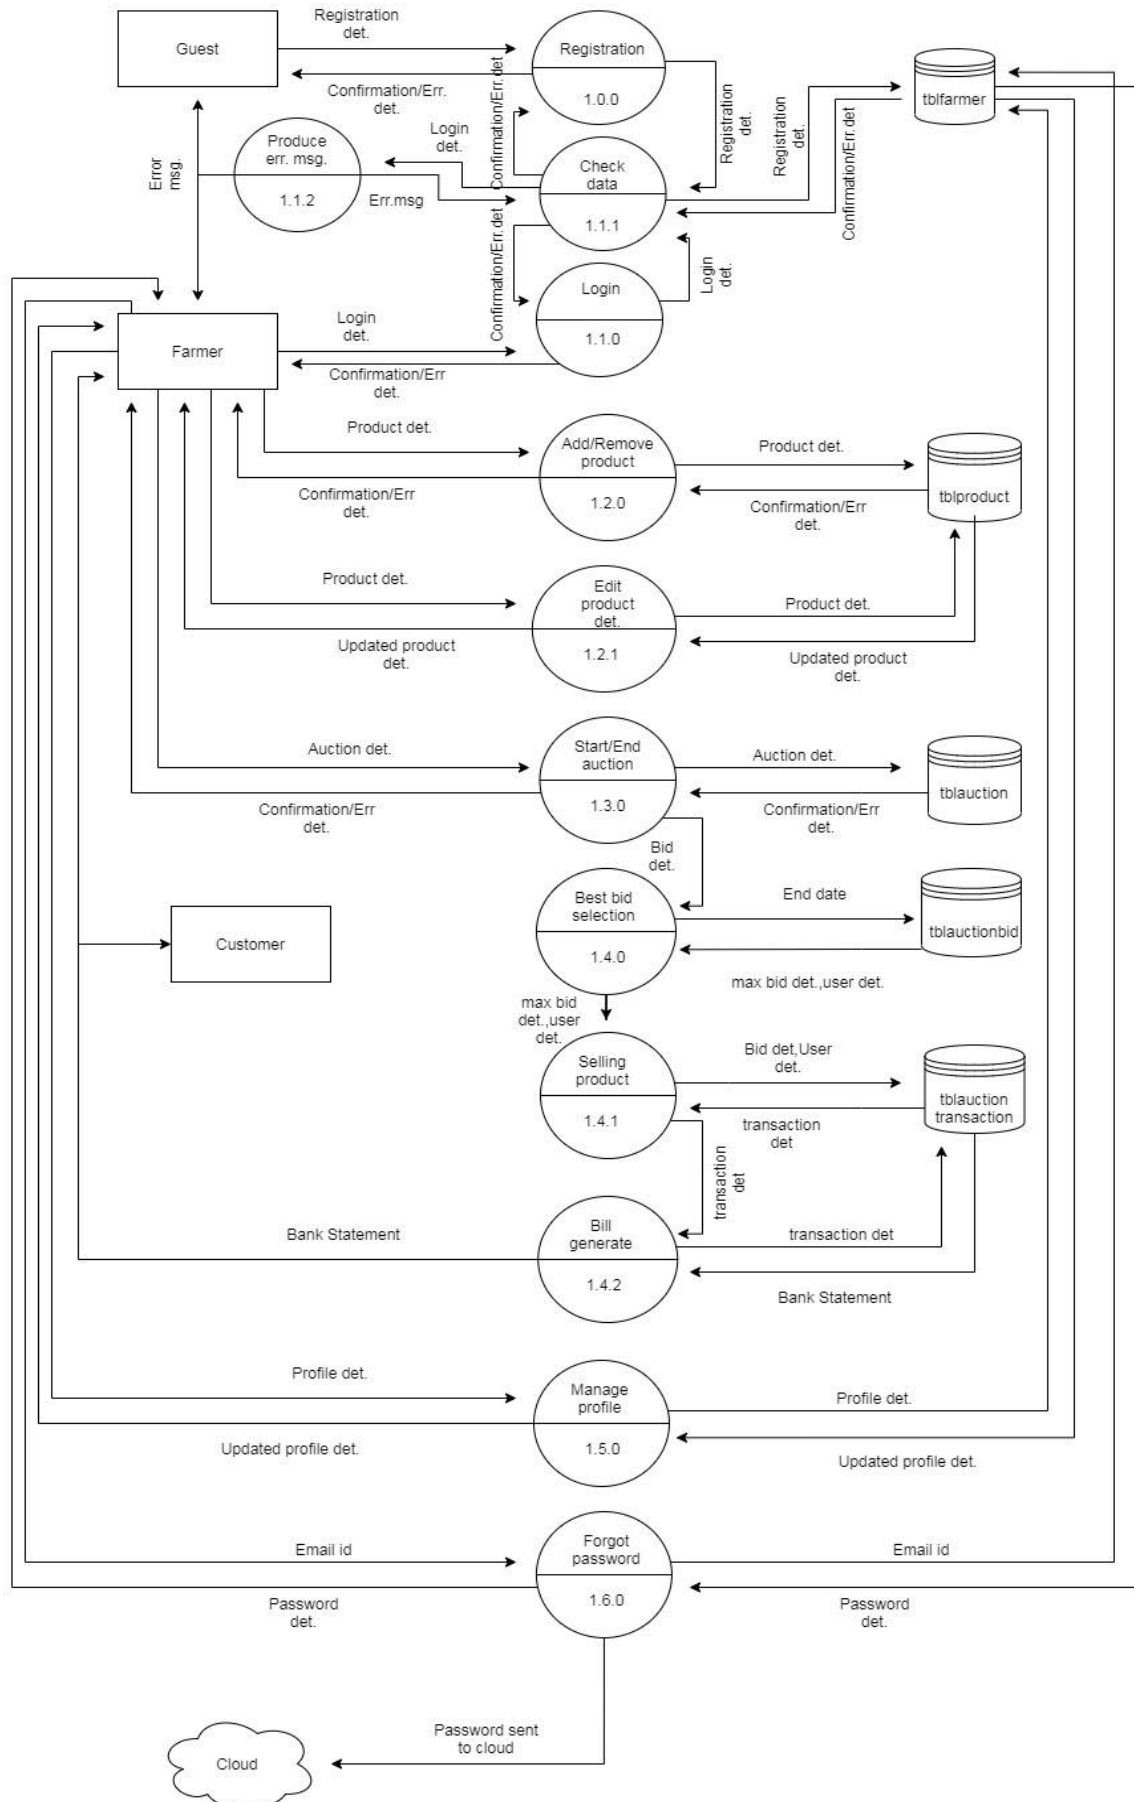 Registration
det.
Guest
Registration
1.0.0
Confirmation/Err.
det.
Confirmation/Err.det
Registration
det.
Registration
det.
Confirmation/Err.det
tblfarmer
Produce
err. msg.
1.1.2
Login
det.
Err.msg
Error
msg.
Check
data
1.1.1
Confirmation/Err.det
Login
det.
Login
1.1.0
Farmer
Login
det.
Confirmation/Err
det.
Product det.
Confirmation/Err
det.
Add/Remove
product
1.2.0
Product det.
Confirmation/Err
det.
tblproduct
Product det.
Updated product
det.
Edit
product
det.
1.2.1
Product det.
Updated product
det.
Auction det.
Confirmation/Err
det.
Start/End
auction
1.3.0
Auction det.
Confirmation/Err
det.
tblauction
Bid
det.
Customer
Best bid
selection
1.4.0
End date
max bid det.,user det.
tblauctionbid
max bid
det.,user
det.
Selling
product
1.4.1
Bid det,User
det.
transaction
det
tblauction
transaction
transaction
det
Bank Statement
Bill
generate
1.4.2
transaction det
Bank Statement
Profile det.
Updated profile det.
Manage
profile
1.5.0
Profile det.
Updated profile det.
Email id
Password
det.
Forgot
password
1.6.0
Email id
Password
det.
Password sent
to cloud
Cloud